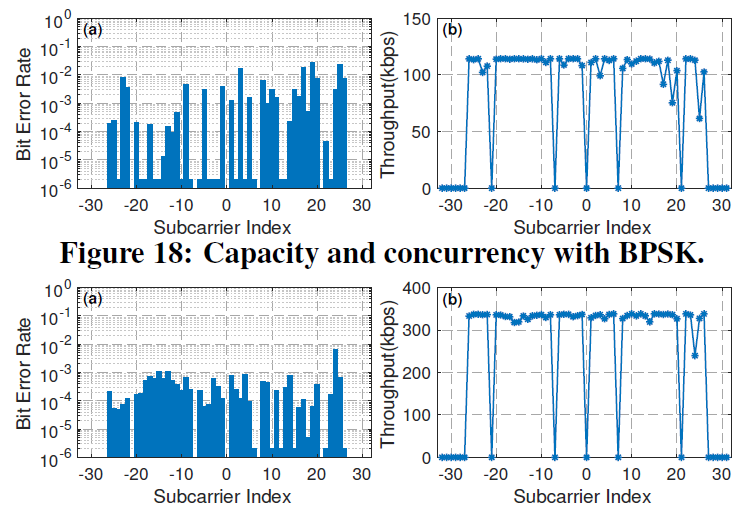 (a)
10^0
10^-1
10^-2
10^-3
10^-4
10^-5
10^-6
Bit Error Rate
-30 -20 -10 0 10 20 30
Subcarrier Index
(b)
150
100
50
0
Throughput(kbps)
-30 -20 -10 0 10 20 30
Subcarrier Index
Figure 18: Capacity and concurrency with BPSK.
(a)
10^0
10^-1
10^-2
10^-3
10^-4
10^-5
10^-6
Bit Error Rate
-30 -20 -10 0 10 20 30
Subcarrier Index
(b)
400
300
200
100
0
Throughput(kbps)
-30 -20 -10 0 10 20 30
Subcarrier Index